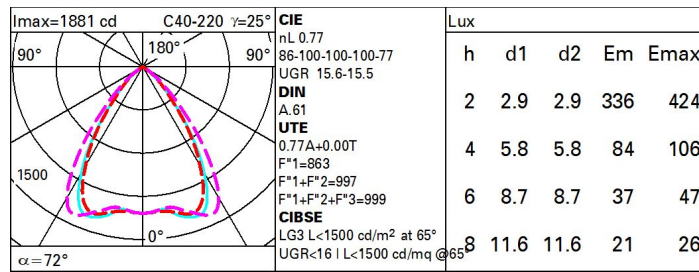 Imax=1881 cd C40-220 γ=25°
90° 180° 90°
1500
0°
α=72°
CIE
nL 0.77
86-100-100-100-77
UGR 15.6-15.5
DIN
A.61
UTE
0.77A+0.00T
F"1=863
F"1+F"2=997
F"1+F"2+F"3=999
CIBSE
LG3 L<1500 cd/m² at 65°
UGR<16 | L<1500 cd/mq @65°
Lux
h d1 d2 Em Emax
2 2.9 2.9 336 424
4 5.8 5.8 84 106
6 8.7 8.7 37 47
8 11.6 11.6 21 26